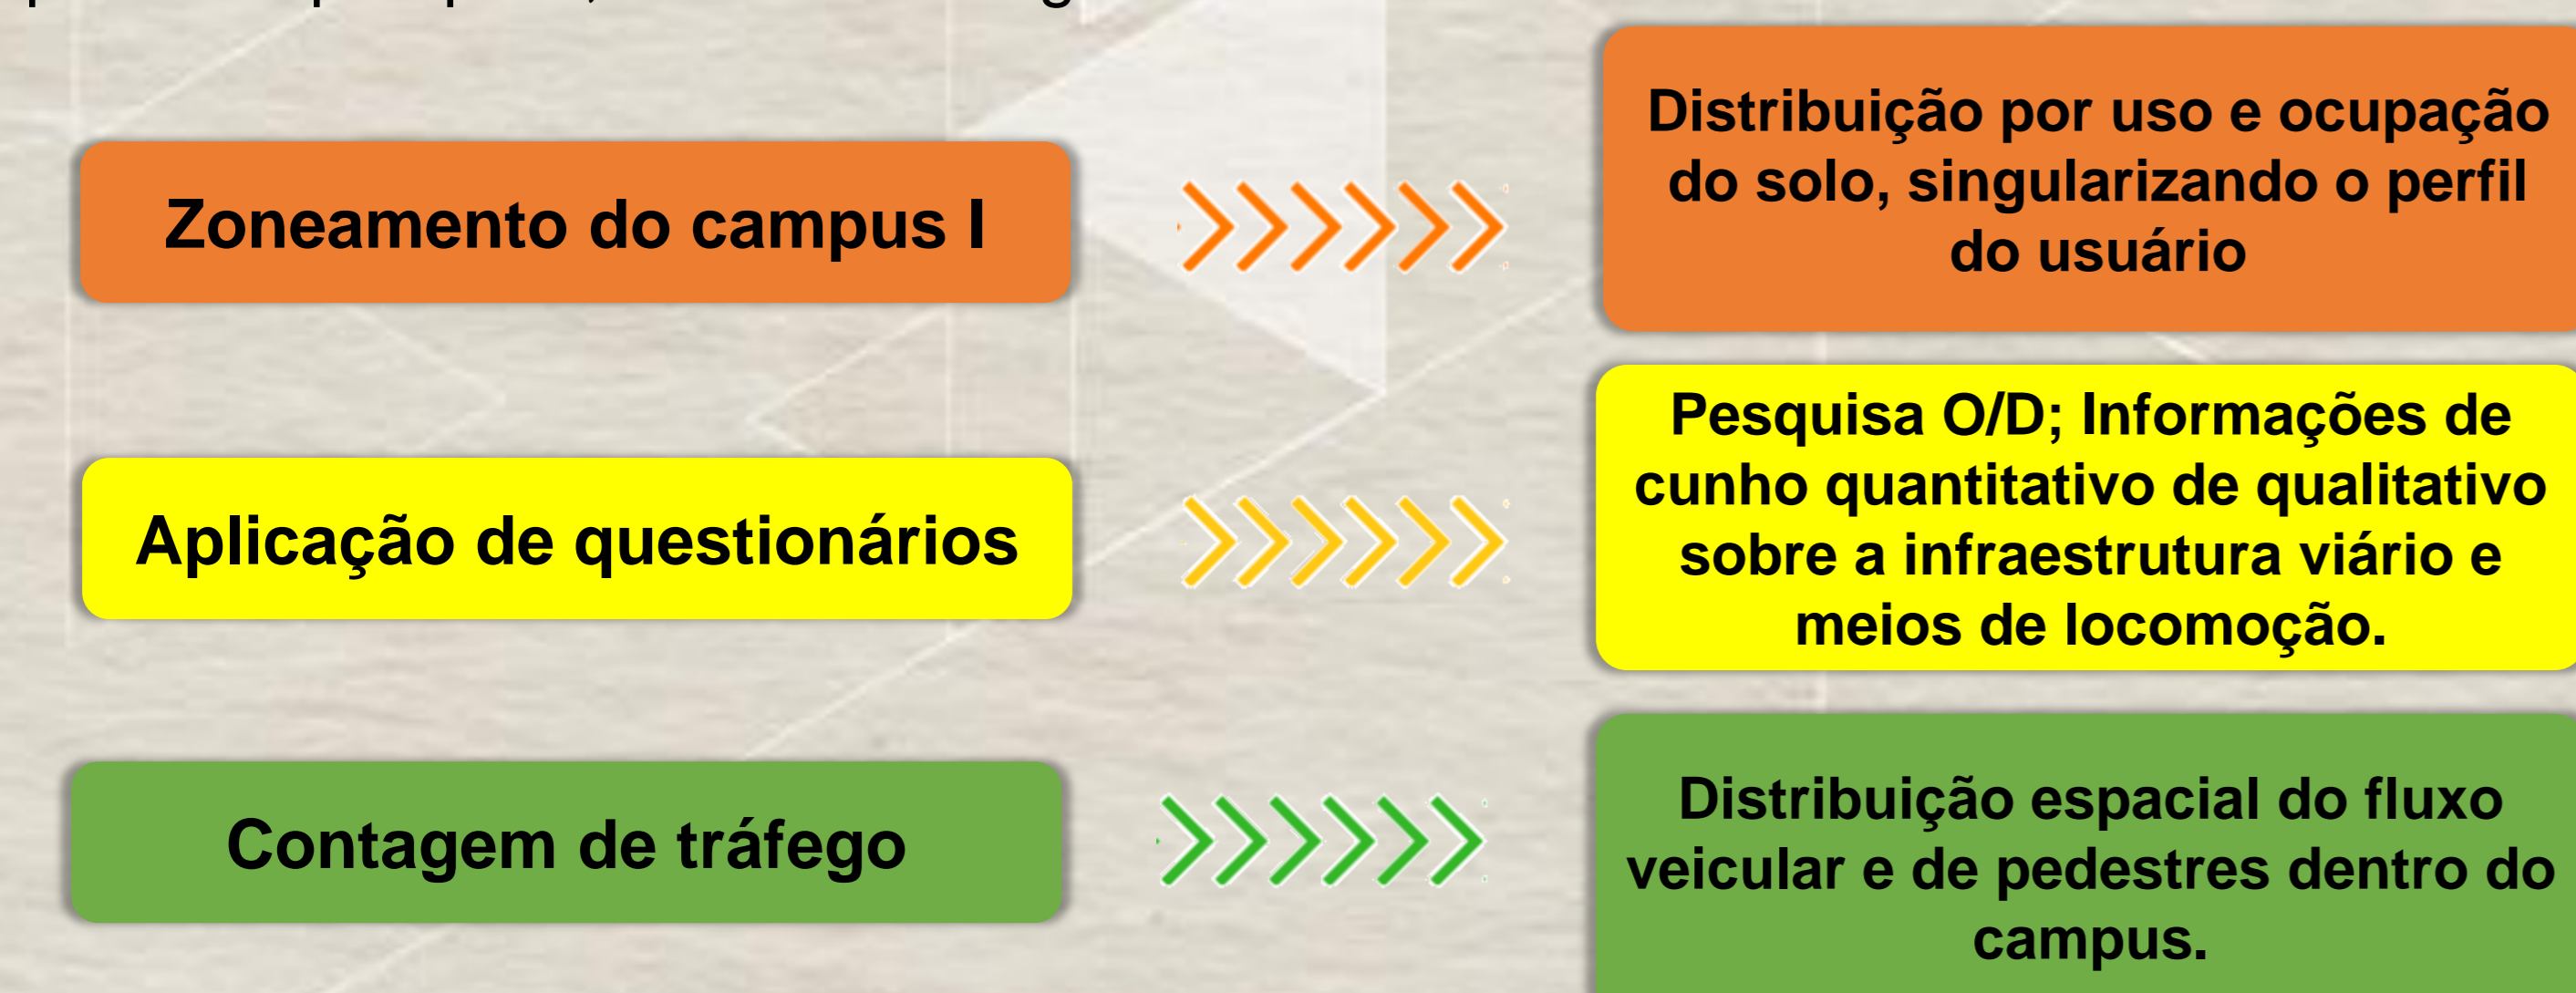 Zoneamento do campus I
Distribuição por uso e ocupação
do solo, singularizando o perfil
do usuário
Aplicação de questionários
Pesquisa O/D; Informações de
cunho quantitativo de qualitativo
sobre a infraestrutura viário e
meios de locomoção.
Contagem de tráfego
Distribuição espacial do fluxo
veicular e de pedestres dentro do
campus.